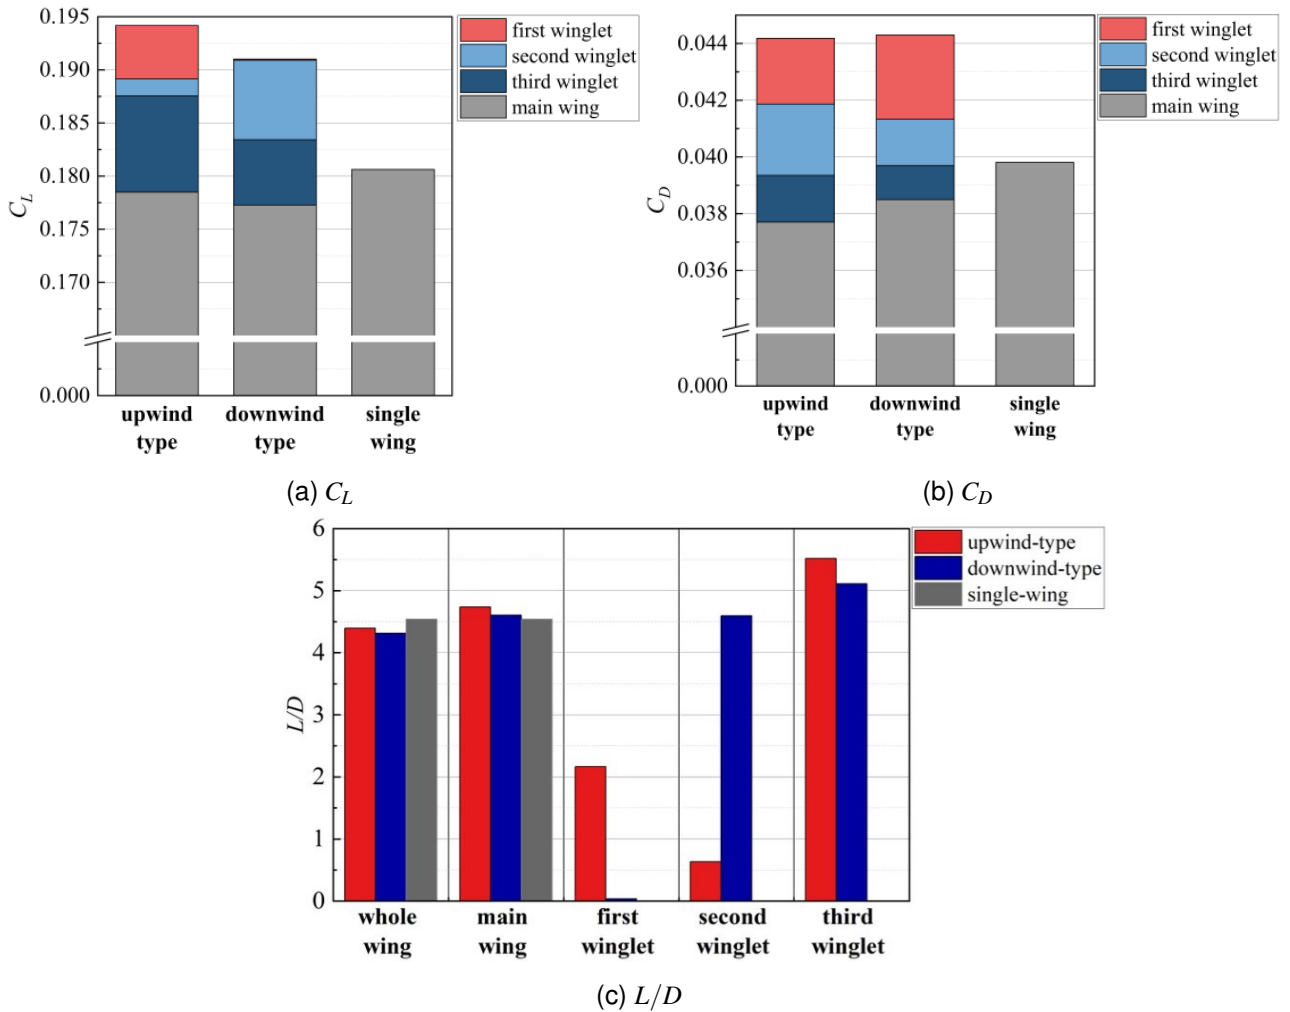 0.195
0.190
0.185
0.180
0.175
0.170
0.000
C_L
first winglet
second winglet
third winglet
main wing
upwind type
downwind type
single wing
(a) C_L
0.044
0.042
0.040
0.038
0.036
0.000
C_D
first winglet
second winglet
third winglet
main wing
upwind type
downwind type
single wing
(b) C_D
6
5
4
3
2
1
0
L/D
upwind-type
downwind-type
single-wing
whole wing
main wing
first winglet
second winglet
third winglet
(c) L/D